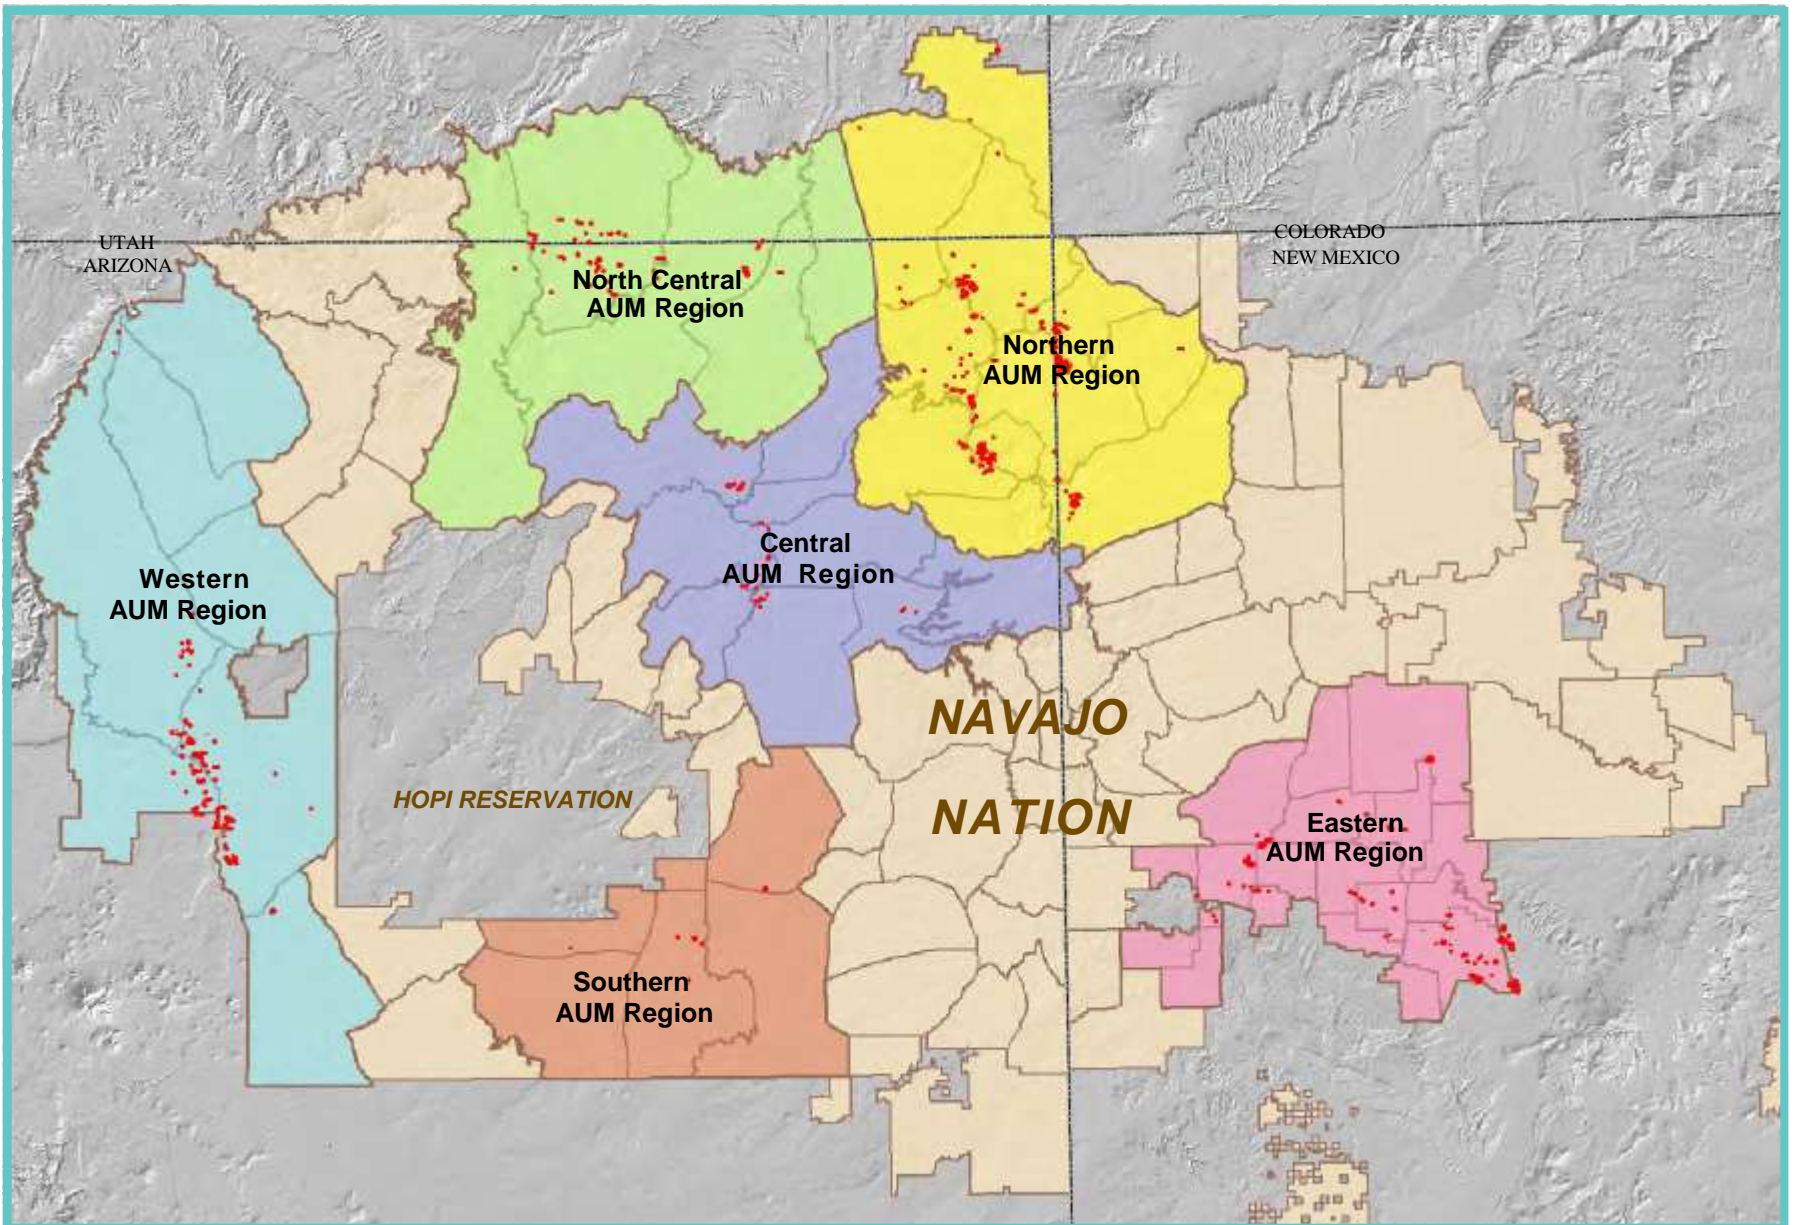 UTAH
ARIZONA
COLORADO
NEW MEXICO
North Central
AUM Region
Northern
AUM Region
Central
AUM Region
Western
AUM Region
NAVAJO
NATION
HOPI RESERVATION
Eastern
AUM Region
Southern
AUM Region